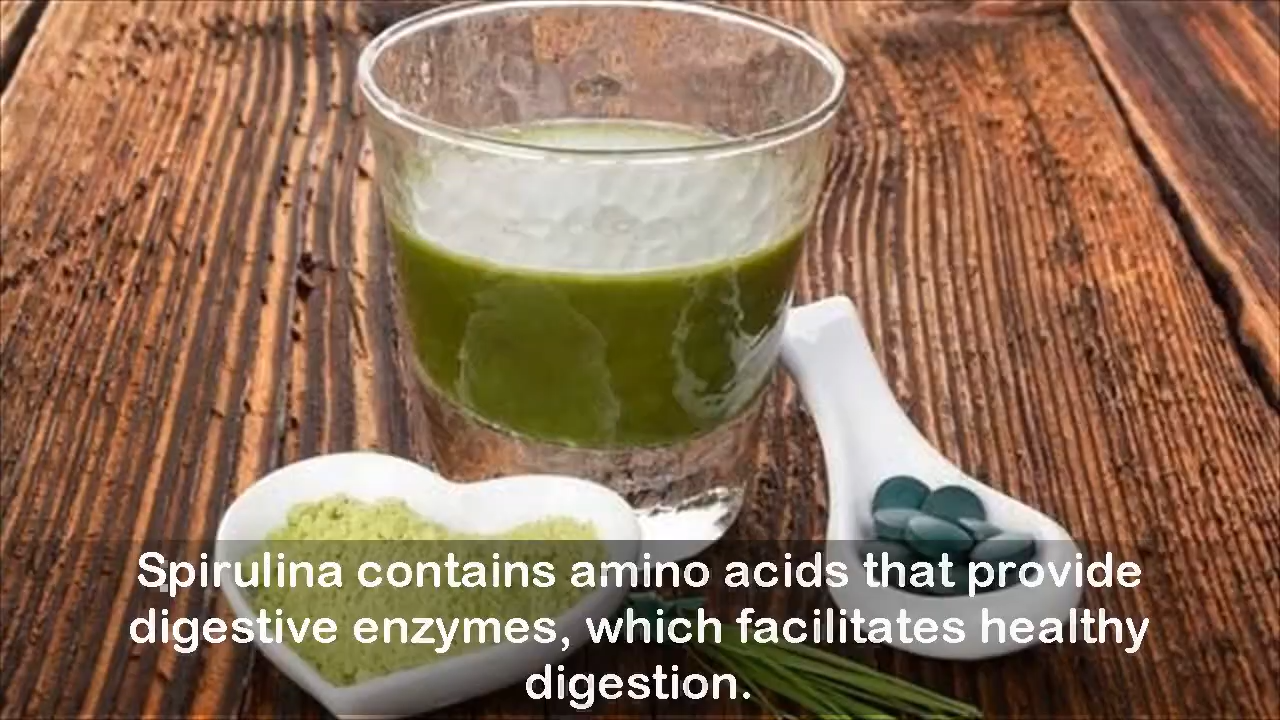 Spirulina contains amino acids that provide
digestive enzymes, which facilitates healthy
digestion.